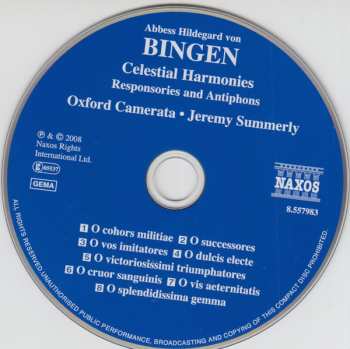 Abbess Hildegard von
BINGEN
Celestial Harmonies
Responsories and Antiphons
Oxford Camerata • Jeremy Summerly
℗ & © 2008
Naxos Rights
International Ltd.
GEMA
NAXOS
8.557983
1 O cohors militiae 2 O successores
3 O vos imitatores 4 O dulcis electe
5 O victoriosissimi triumphatores
6 O cruor sanguinis 7 O vis aeternitatis
8 O splendidissima gemma
ALL RIGHTS RESERVED. UNAUTHORISED PUBLIC PERFORMANCE, BROADCASTING AND COPYING OF THIS COMPACT DISC PROHIBITED.